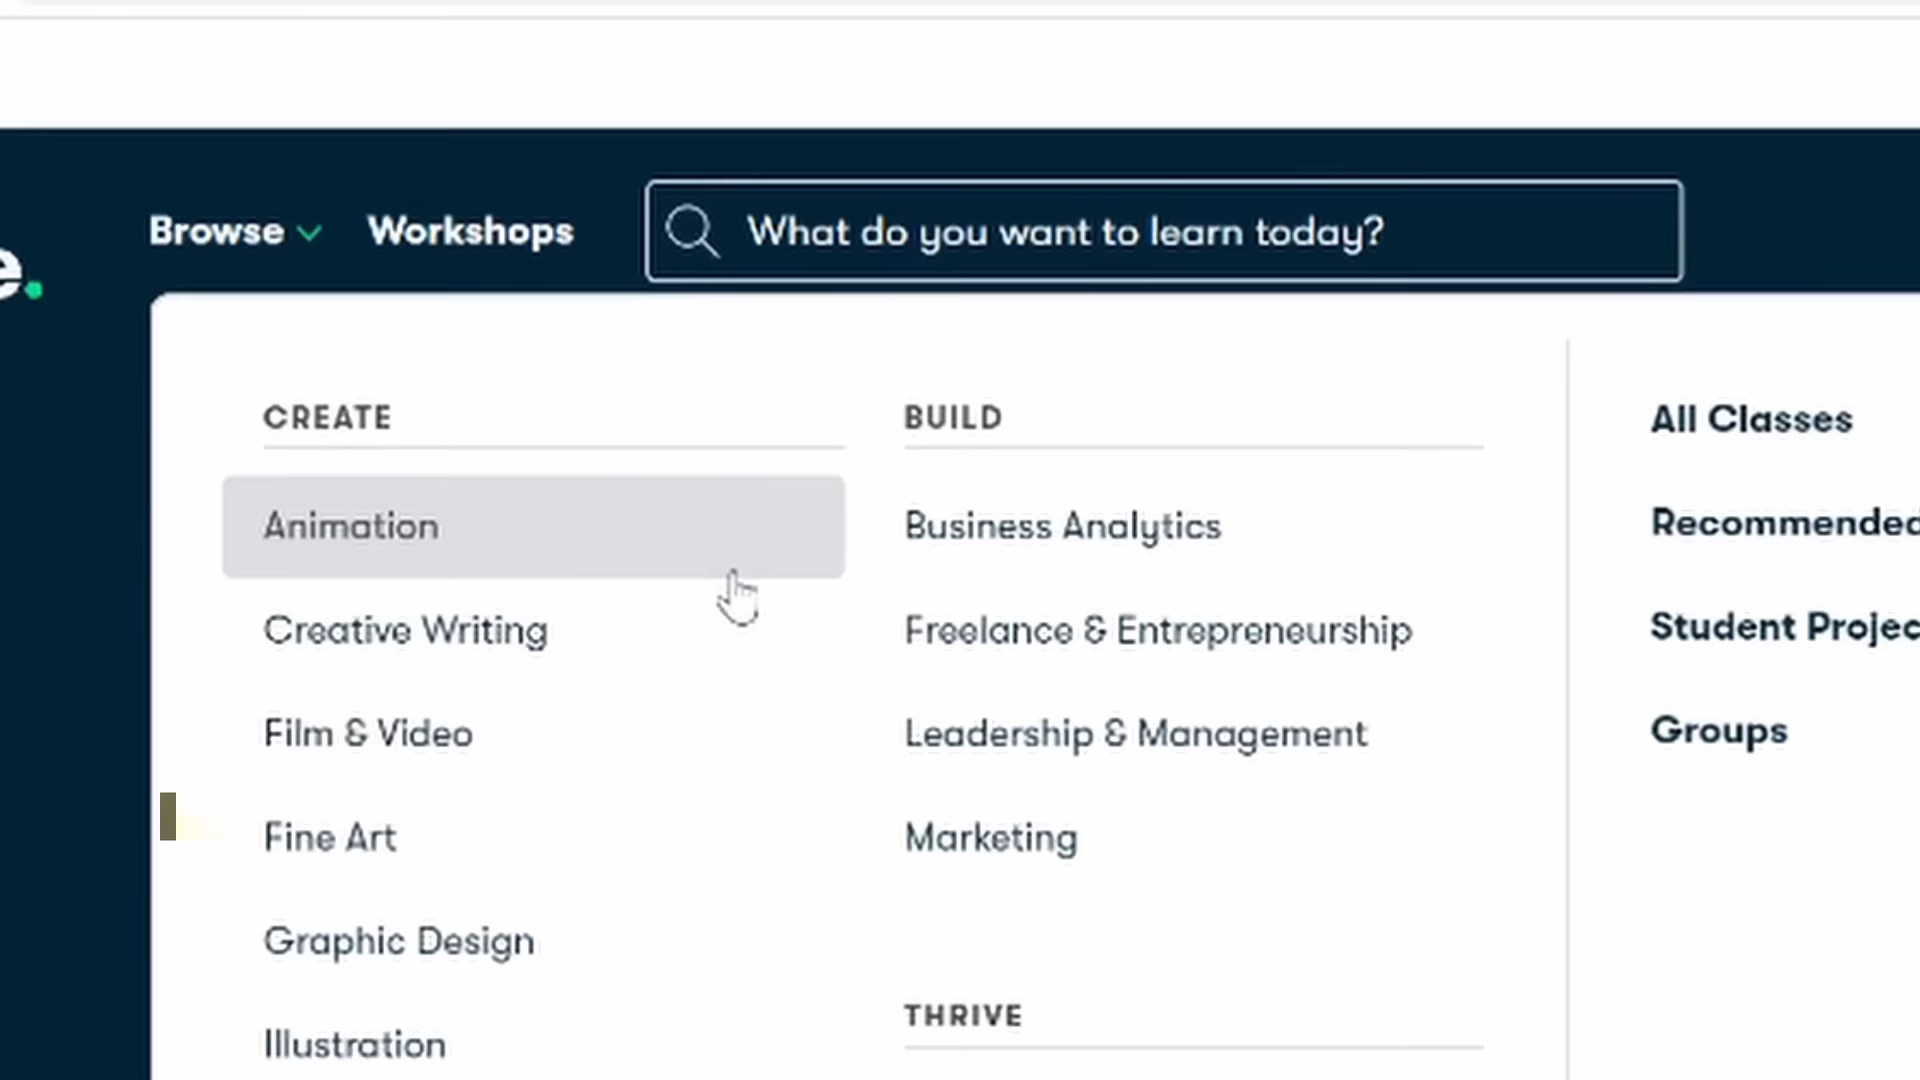 Browse Workshops What do you want to learn today?
e.
CREATE
Animation
Creative Writing
Film & Video
Fine Art
Graphic Design
Illustration
BUILD
Business Analytics
Freelance & Entrepreneurship
Leadership & Management
Marketing
THRIVE
All Classes
Recommended
Student Projec
Groups